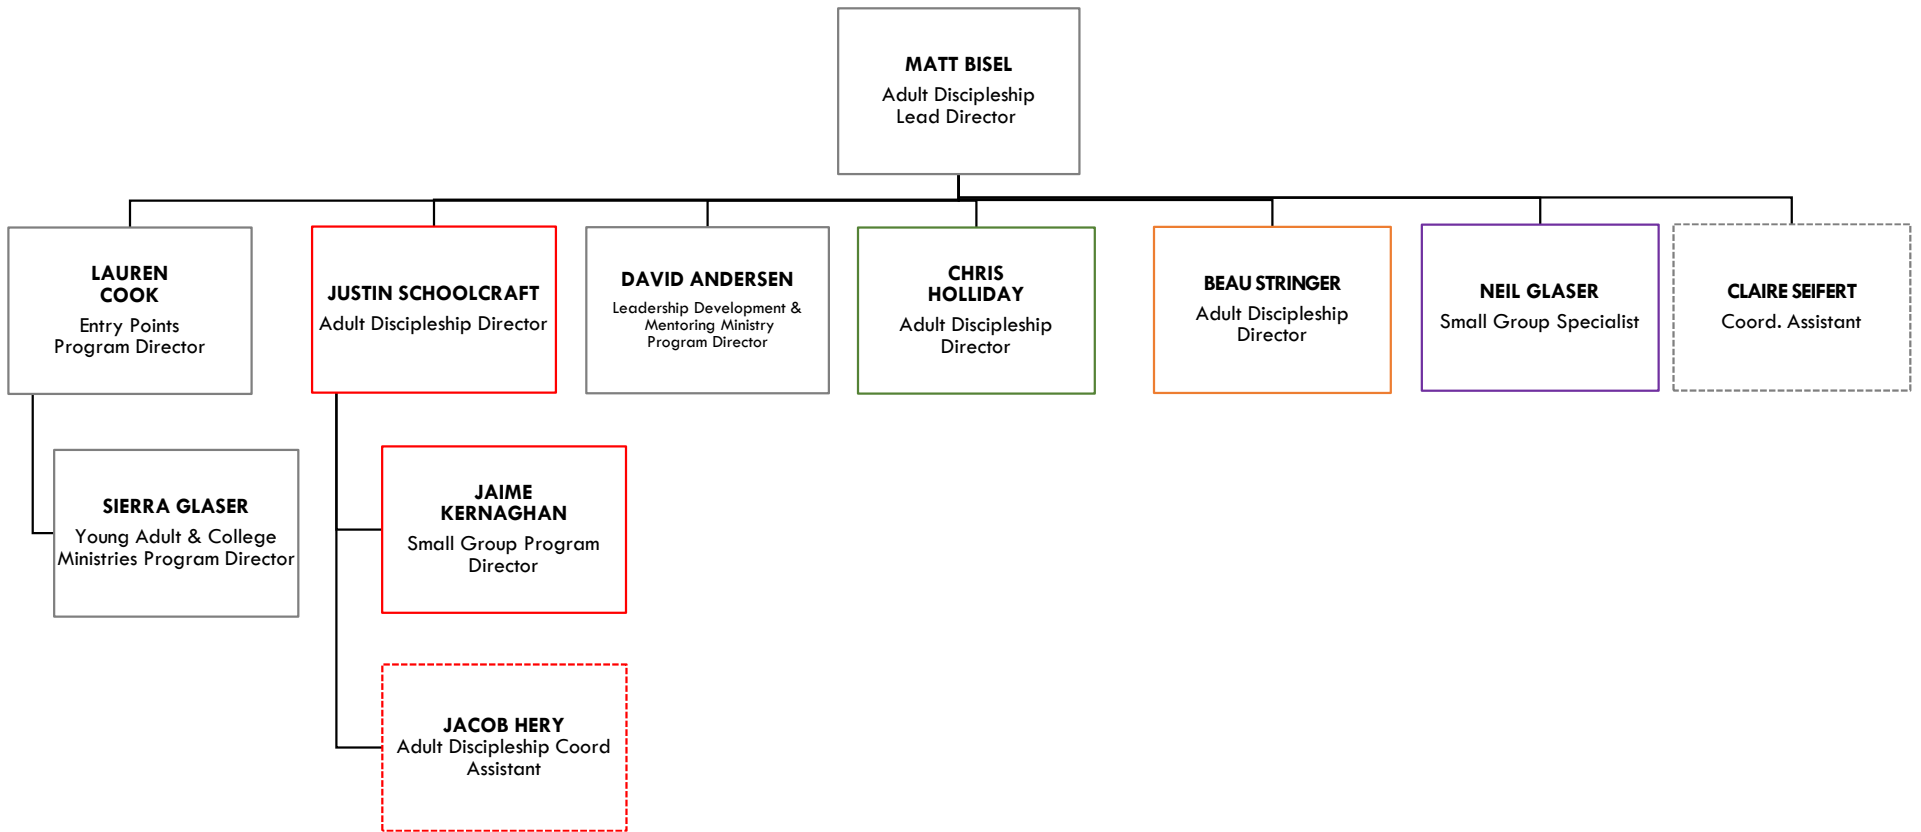 MATT BISEL
Adult Discipleship
Lead Director
LAUREN
COOK
Entry Points
Program Director
JUSTIN SCHOOLCRAFT
Adult Discipleship Director
DAVID ANDERSEN
Leadership Development &
Mentoring Ministry
Program Director
CHRIS
HOLLIDAY
Adult Discipleship
Director
BEAU STRINGER
Adult Discipleship
Director
NEIL GLASER
Small Group Specialist
CLAIRE SEIFERT
Coord. Assistant
SIERRA GLASER
Young Adult & College
Ministries Program Director
JAIME
KERNAGHAN
Small Group Program
Director
JACOB HERY
Adult Discipleship Coord
Assistant